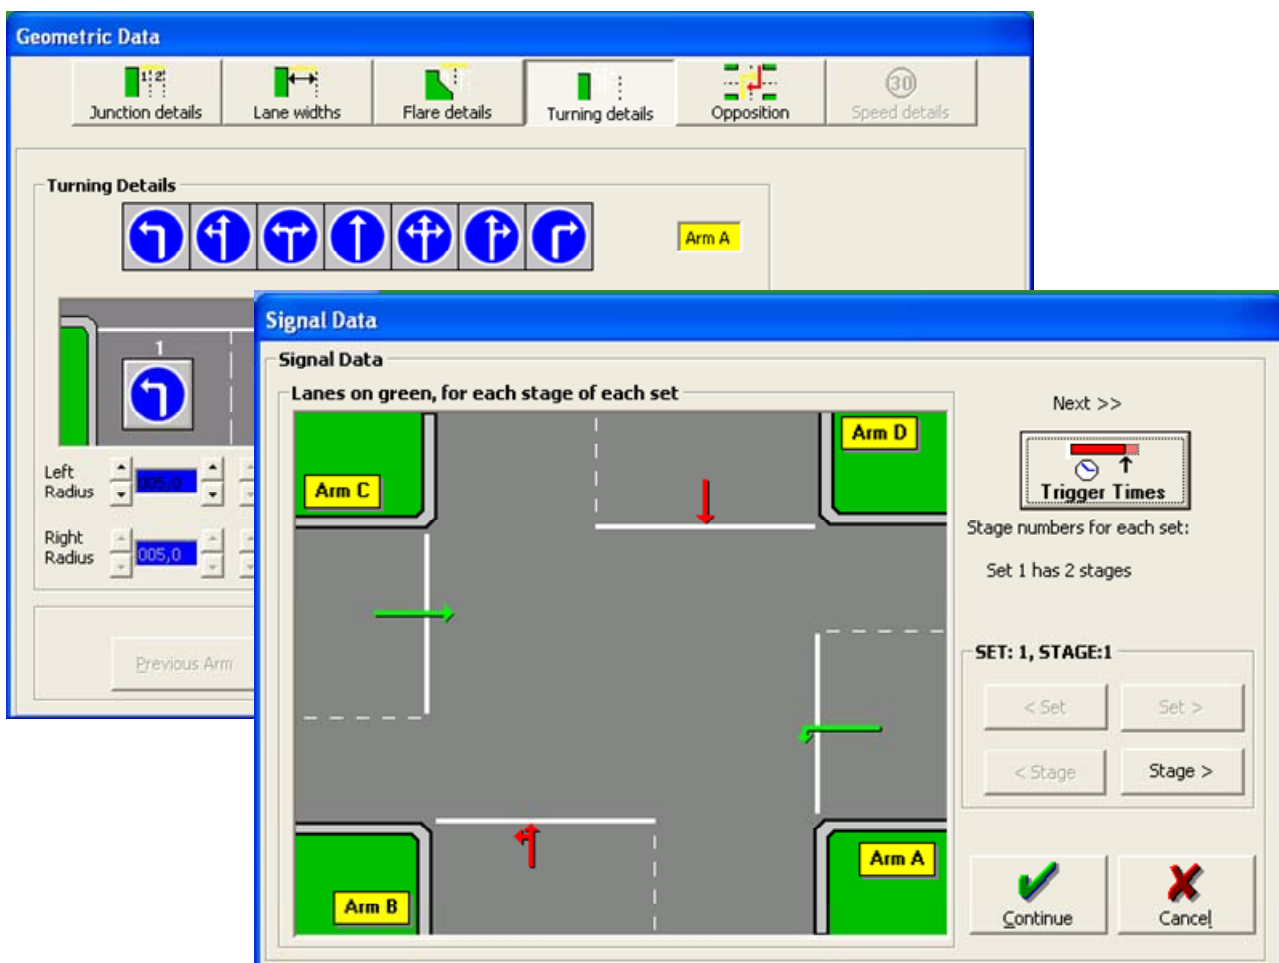 Geometric Data
Junction details
Lane widths
Flare details
Turning details
Opposition
30
Speed details
Turning Details
Arm A
1
Left
Radius
005,0
Right
Radius
005,0
Previous Arm
Signal Data
Signal Data
Lanes on green, for each stage of each set
Arm D
Arm C
Arm A
Arm B
Next >>
Trigger Times
Stage numbers for each set:
Set 1 has 2 stages
SET: 1, STAGE:1
< Set
Set >
< Stage
Stage >
Continue
Cancel